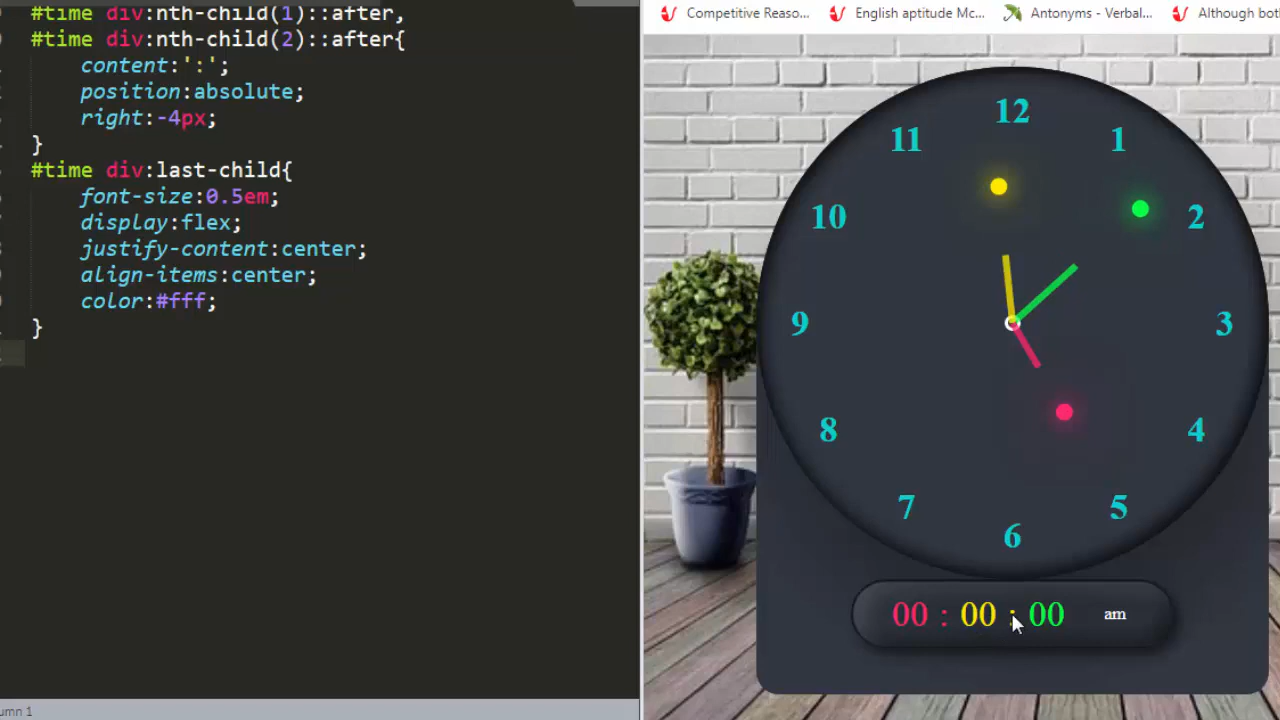 #time div:nth-child(1)::after,
#time div:nth-child(2)::after{
content:':';
position:absolute;
right:-4px;
}
#time div:last-child{
font-size:0.5em;
display:flex;
justify-content:center;
align-items:center;
color:#fff;
}
umn 1
Competitive Reaso... English aptitude Mc... Antonyms - Verbal... Although bot
12
11 1
10 2
9 3
8 4
7 5
6
00 : 00 : 00 am